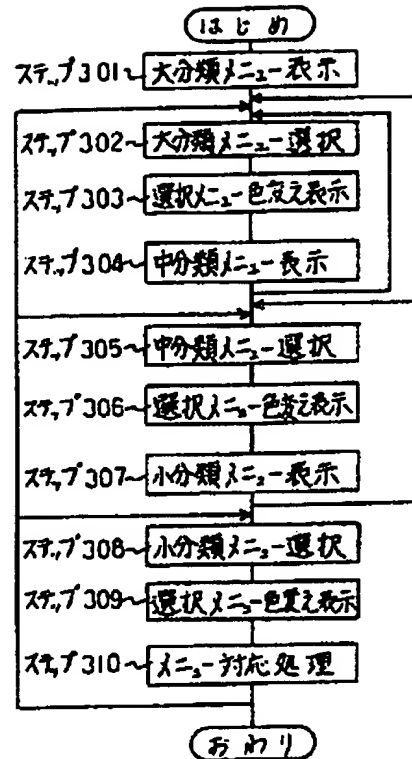 はじめ
ステップ301 大分類メニュー表示
ステップ302 大分類メニュー選択
ステップ303 選択メニュー色変え表示
ステップ304 中分類メニュー表示
ステップ305 中分類メニュー選択
ステップ306 選択メニュー色変え表示
ステップ307 小分類メニュー表示
ステップ308 小分類メニュー選択
ステップ309 選択メニュー色変え表示
ステップ310 メニュー対応処理
おわり